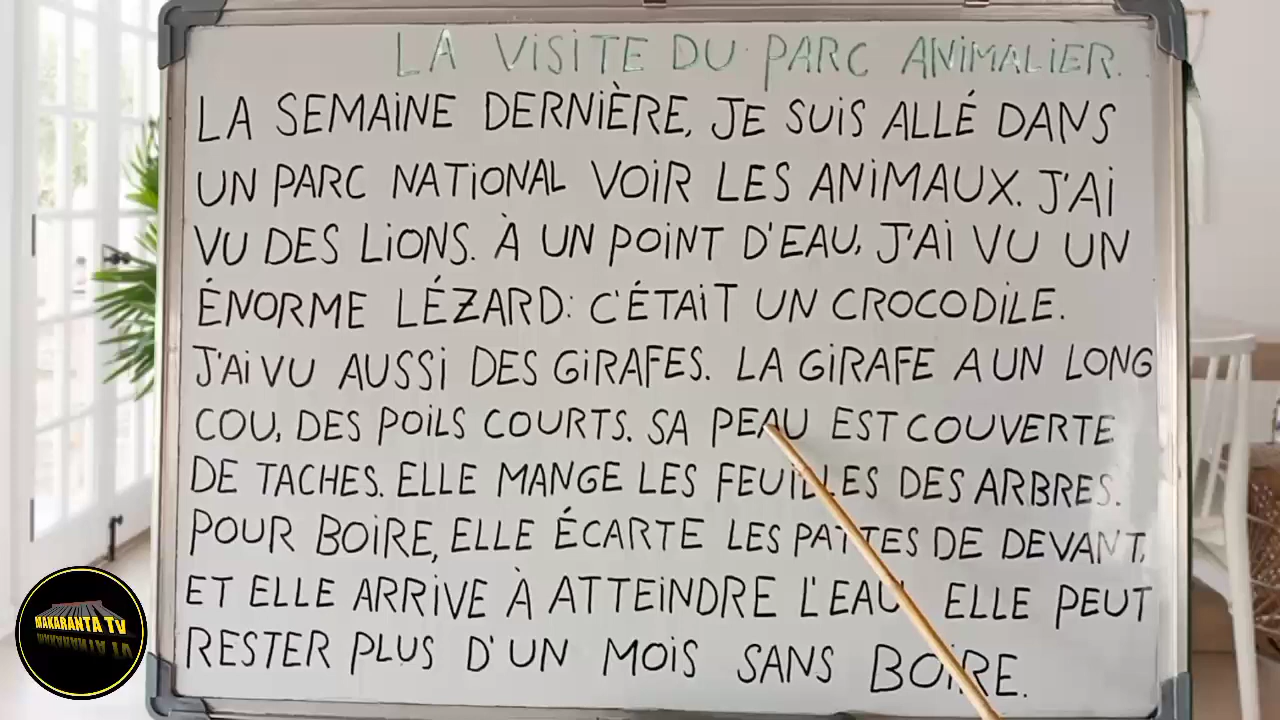 LA VISITE DU PARC ANIMALIER.
LA SEMAINE DERNIÈRE, JE SUIS ALLÉ DANS
UN PARC NATIONAL VOIR LES ANIMAUX. J'AI
VU DES LIONS. À UN POINT D'EAU, J'AI VU UN
ÉNORME LÉZARD: C'ÉTAIT UN CROCODILE.
J'AI VU AUSSI DES GIRAFES. LA GIRAFE A UN LONG
COU, DES POILS COURTS. SA PEAU EST COUVERTE
DE TACHES. ELLE MANGE LES FEUILLES DES ARBRES.
POUR BOIRE, ELLE ÉCARTE LES PATTES DE DEVANT,
ET ELLE ARRIVE À ATTEINDRE L'EAU ELLE PEUT
RESTER PLUS D'UN MOIS SANS BOIRE.
MAKARANTA TV